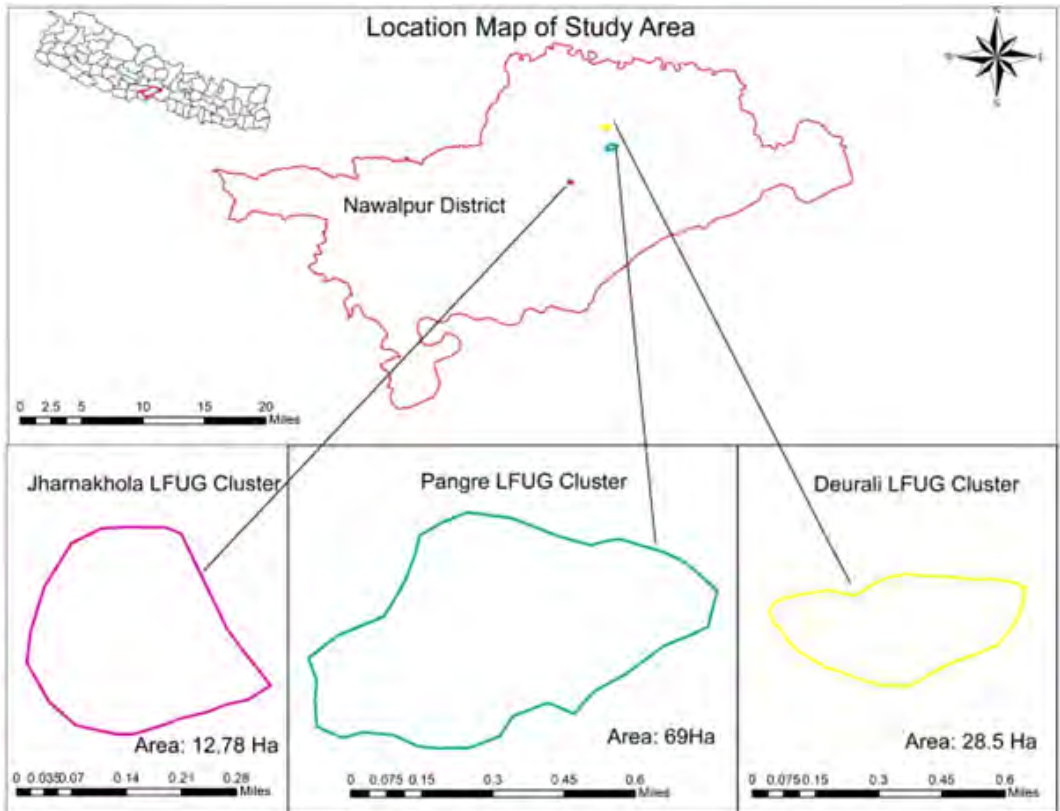 Location Map of Study Area
N
S
Nawalpur District
0 2.5 5 10 15 20
Miles
Jharnakhola LFUG Cluster
Pangre LFUG Cluster
Deurali LFUG Cluster
Area: 12.78 Ha
Area: 69Ha
Area: 28.5 Ha
0 0.035 0.07 0.14 0.21 0.28
Miles
0 0.075 0.15 0.3 0.45 0.6
Miles
0 0.075 0.15 0.3 0.45 0.6
Miles